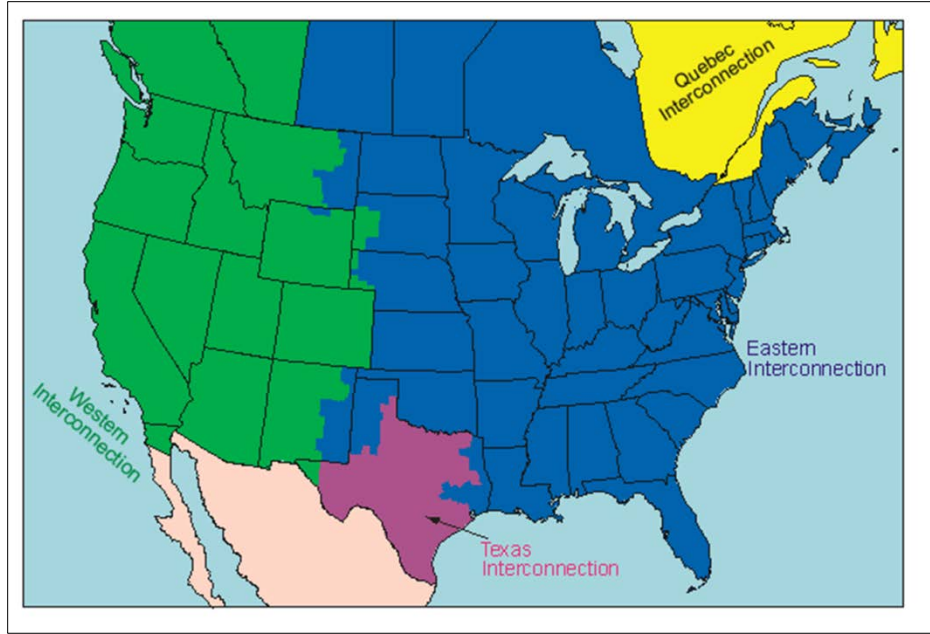 Quebec
Interconnection
Eastern
Interconnection
Western
Interconnection
Texas
Interconnection